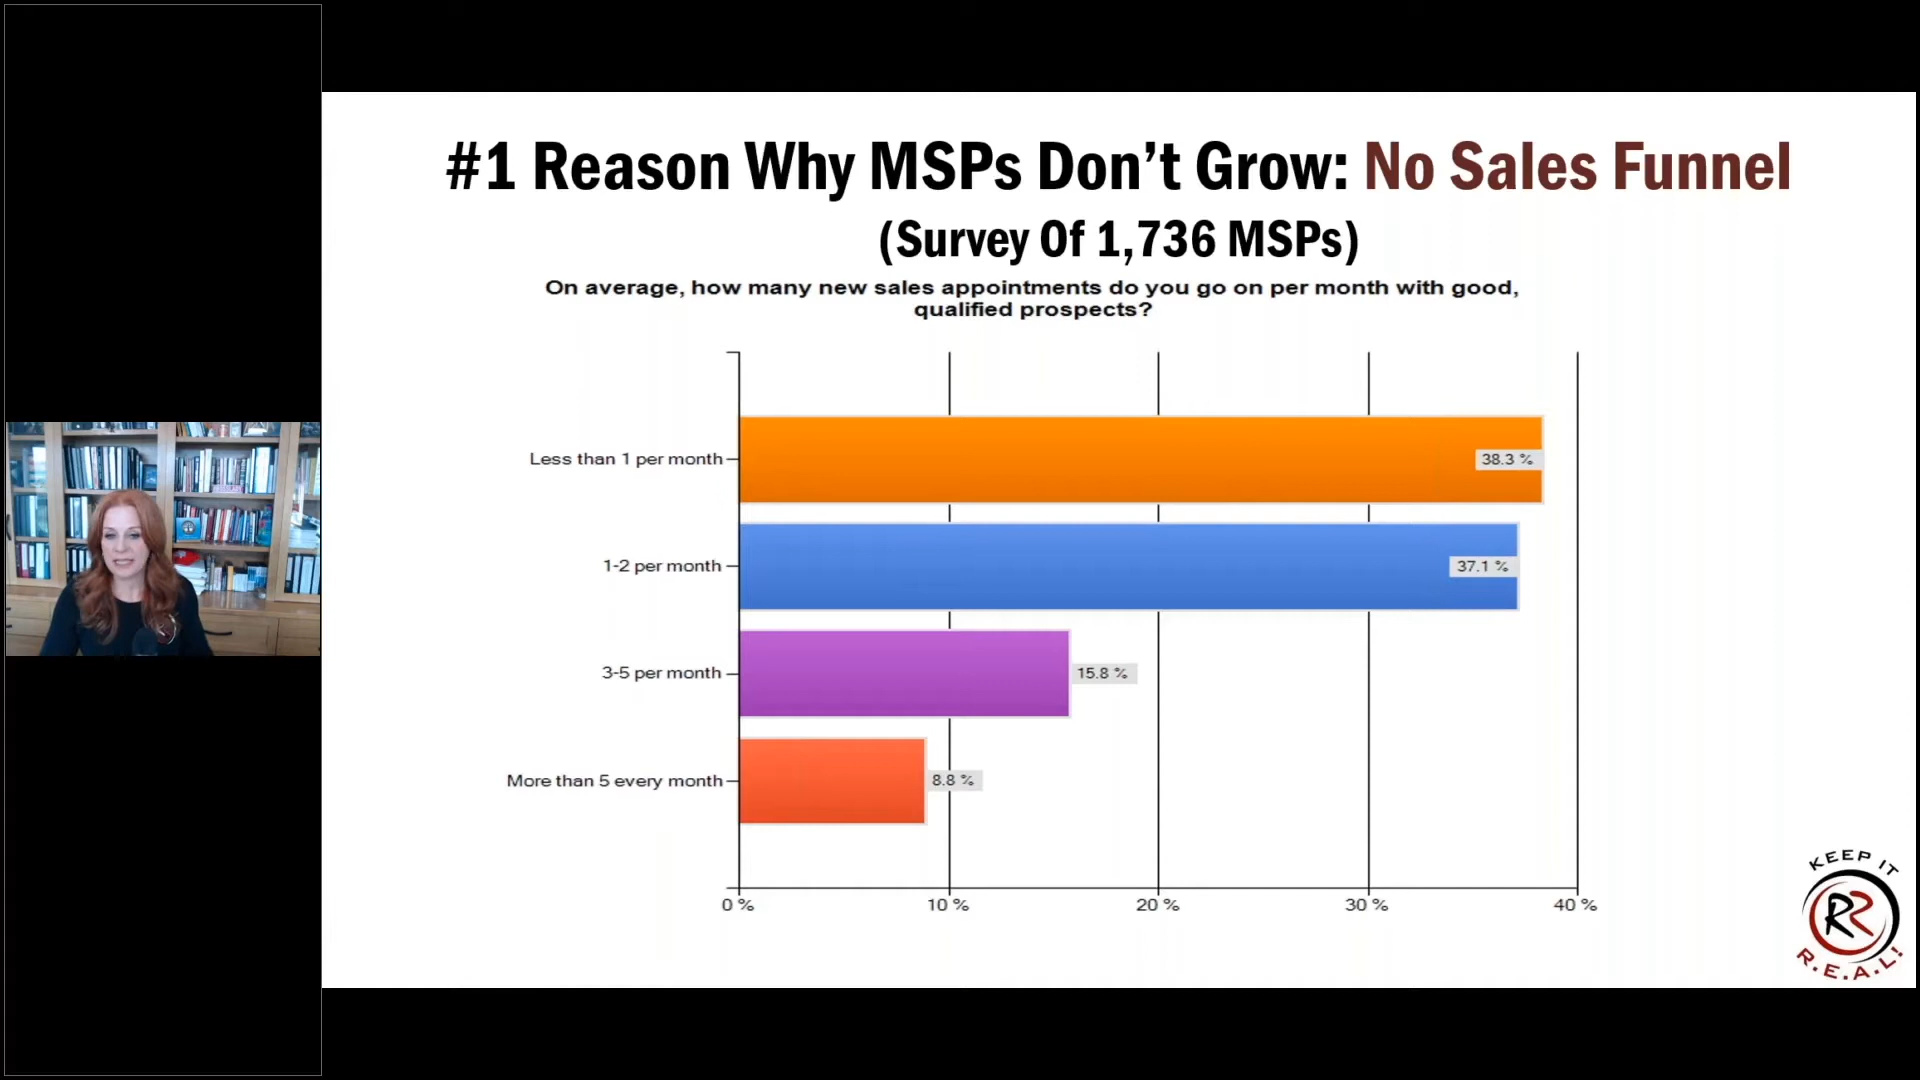 #1 Reason Why MSPs Don't Grow: No Sales Funnel
(Survey Of 1,736 MSPs)
On average, how many new sales appointments do you go on per month with good,
qualified prospects?
Less than 1 per month
38.3 %
1-2 per month
37.1 %
3-5 per month
15.8 %
More than 5 every month
8.8 %
0 %
10 %
20 %
30 %
40 %
KEEP IT
RR
R.E.A.L!